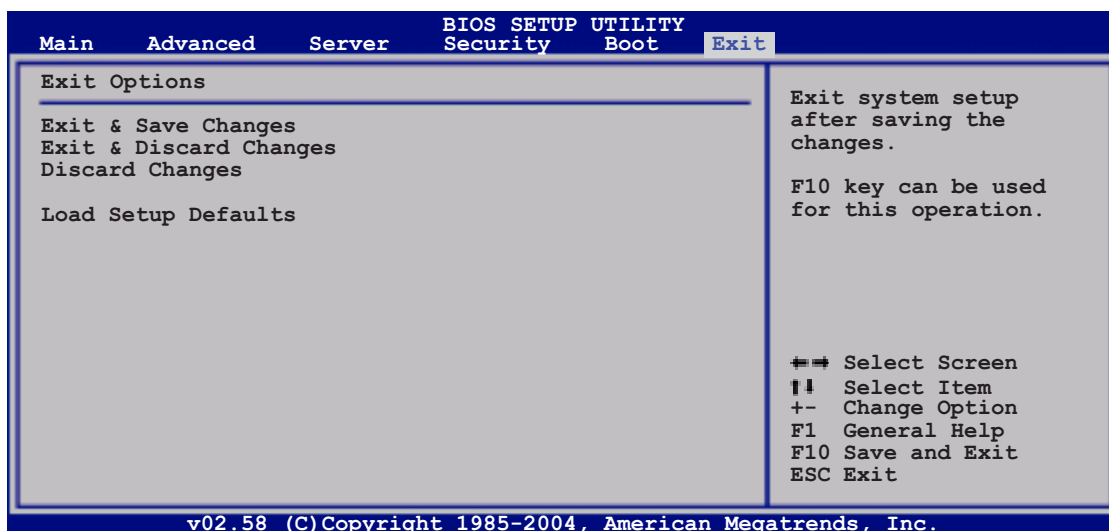 BIOS SETUP UTILITY
Main Advanced Server Security Boot Exit
Exit Options
Exit & Save Changes
Exit & Discard Changes
Discard Changes
Load Setup Defaults
Exit system setup
after saving the
changes.
F10 key can be used
for this operation.
←→ Select Screen
↑↓ Select Item
+- Change Option
F1 General Help
F10 Save and Exit
ESC Exit
v02.58 (C)Copyright 1985-2004, American Megatrends, Inc.